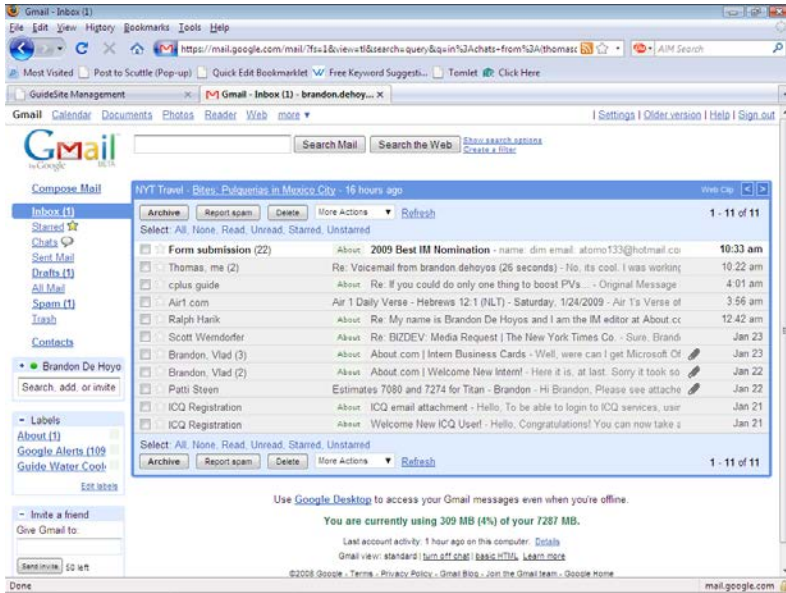 Gmail - Inbox (1)
File Edit View History Bookmarks Tools Help
https://mail.google.com/mail/?fs=1&view=tl&search=query&q=in%3Achats+from%3A(thomasc
AIM Search
Most Visited Post to Scuttle (Pop-up) Quick Edit Bookmarklet Free Keyword Suggesti... Tomlet Click Here
GuideSite Management
Gmail - Inbox (1) - brandon.dehoy...
Gmail Calendar Documents Photos Reader Web more ▼
Settings | Older version | Help | Sign out
Gmail
by Google BETA
Search Mail Search the Web
Show search options
Create a filter
Compose Mail
Inbox (1)
Starred
Chats
Sent Mail
Drafts (1)
All Mail
Spam (1)
Trash
Contacts
Brandon De Hoyo
Search, add, or invite
- Labels
About (1)
Google Alerts (109
Guide Water Cool
Edit labels
- Invite a friend
Give Gmail to:
Send Invite 50 left
NYT Travel - Bites: Pulquerias in Mexico City - 16 hours ago
Web Clip < >
Archive Report spam Delete More Actions ▼ Refresh
1 - 11 of 11
Select: All, None, Read, Unread, Starred, Unstarred
Form submission (22) About 2009 Best IM Nomination - name: dim email: atomo133@hotmail.co 10:33 am
Thomas, me (2) Re: Voicemail from brandon.dehoyos (26 seconds) - No, its cool. I was working 10:22 am
cplus guide About Re: If you could do only one thing to boost PV's... - Original Message 4:01 am
Air1.com Air 1 Daily Verse - Hebrews 12:1 (NLT) - Saturday, 1/24/2009 - Air 1's Verse of 3:56 am
Ralph Harik About Re: My name is Brandon De Hoyos and I am the IM editor at About.cc 12:42 am
Scott Werndorfer About Re: BIZDEV: Media Request | The New York Times Co. - Sure, Brand Jan 23
Brandon, Vlad (3) About About.com | Intern Business Cards - Well, were can I get Microsoft Of Jan 23
Brandon, Vlad (2) About About.com | Welcome New Intern! - Here it is, at last. Sorry it took so Jan 22
Patti Steen Estimates 7080 and 7274 for Titan - Brandon - Hi Brandon, Please see attache Jan 22
ICQ Registration About ICQ email attachment - Hello, To be able to login to ICQ services, usir Jan 21
ICQ Registration About Welcome New ICQ User! - Hello, Congratulations! You can now take a Jan 21
Select: All, None, Read, Unread, Starred, Unstarred
Archive Report spam Delete More Actions ▼ Refresh
1 - 11 of 11
Use Google Desktop to access your Gmail messages even when you're offline.
You are currently using 309 MB (4%) of your 7287 MB.
Last account activity: 1 hour ago on this computer. Details
Gmail view: standard | turn off chat | basic HTML Learn more
©2008 Google - Terms - Privacy Policy - Gmail Blog - Join the Gmail team - Google Home
Done
mail.google.com